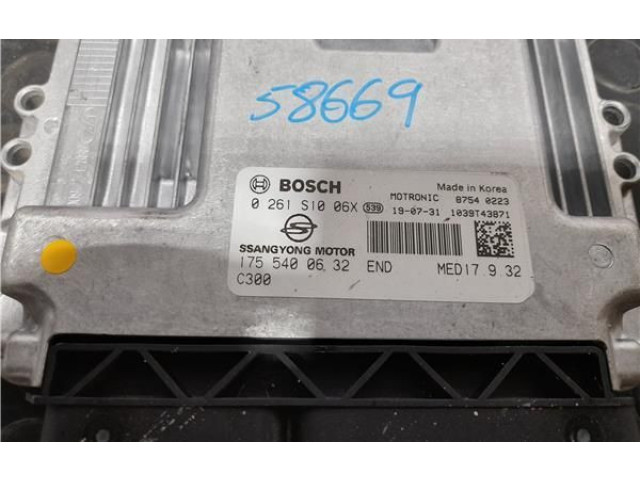 58669
BOSCH
MOTRONIC
Made in Korea
8754 0223
0 261 S10 06X 539
19-07-31 1039T43871
SSANGYONG MOTOR
175 540 06 32 END MED17 9 32
C300